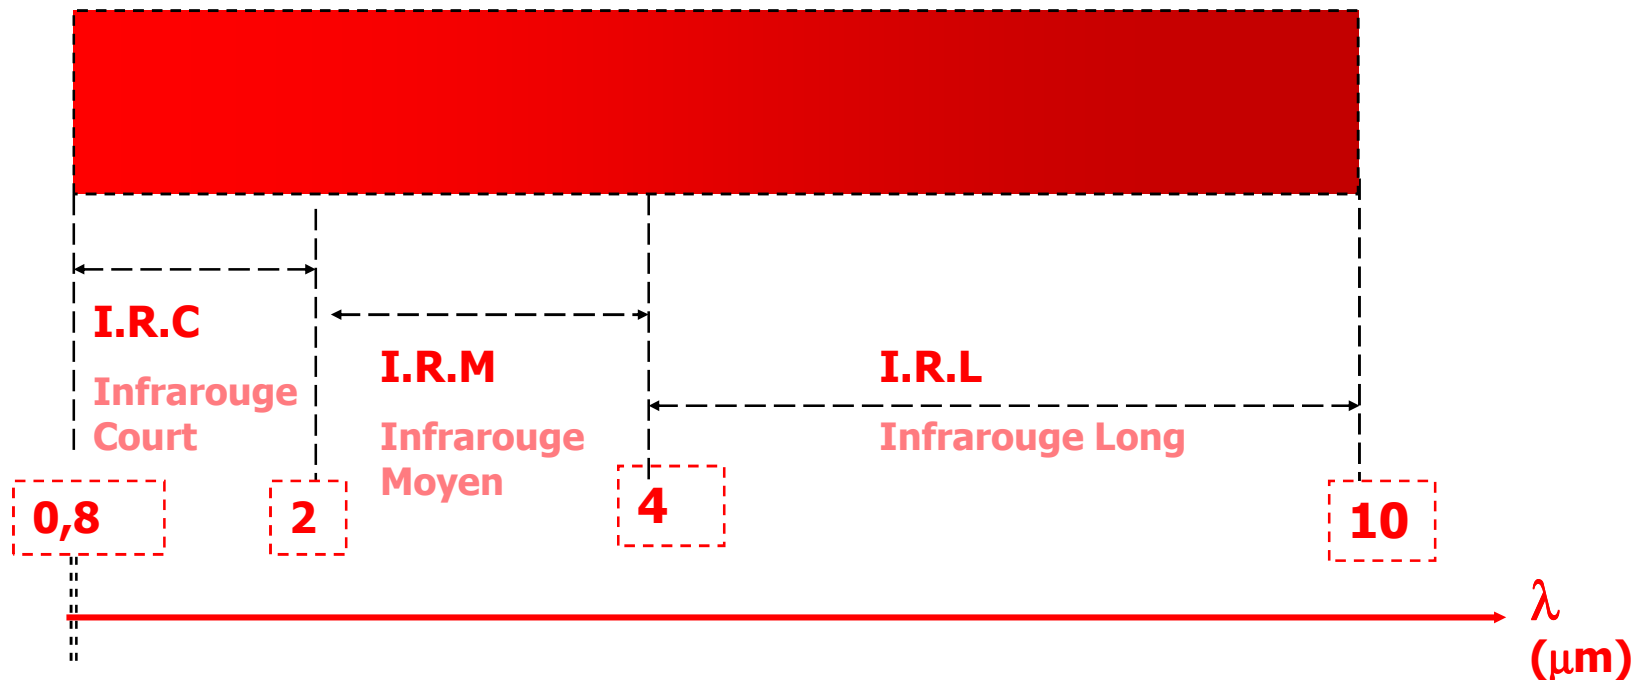 I.R.C
Infrarouge
Court
I.R.M
Infrarouge
Moyen
I.R.L
Infrarouge Long
0,8
2
4
10
λ
(μm)